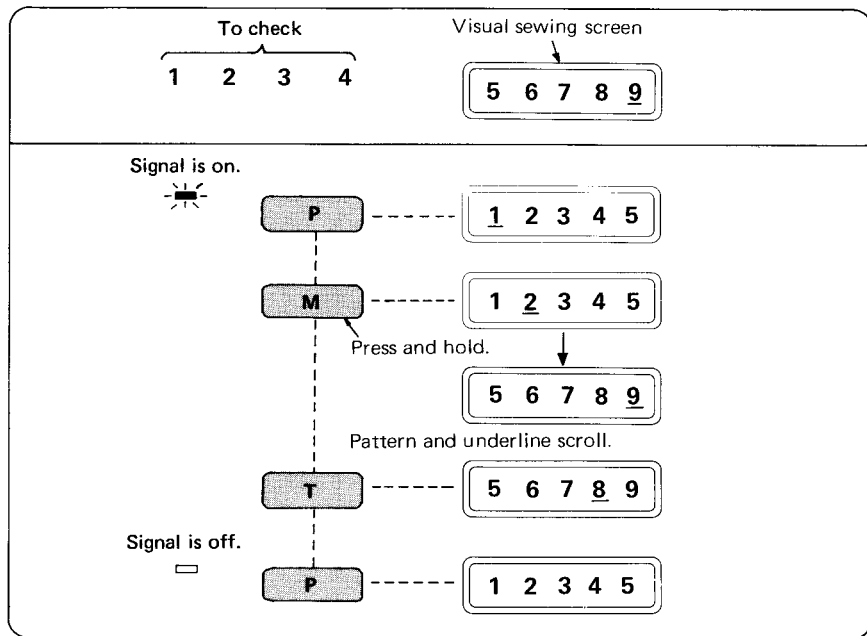 To check
Visual sewing screen
1 2 3 4
5 6 7 8 9
Signal is on.
P
1 2 3 4 5
M
1 2 3 4 5
Press and hold.
5 6 7 8 9
Pattern and underline scroll.
T
5 6 7 8 9
Signal is off.
P
1 2 3 4 5